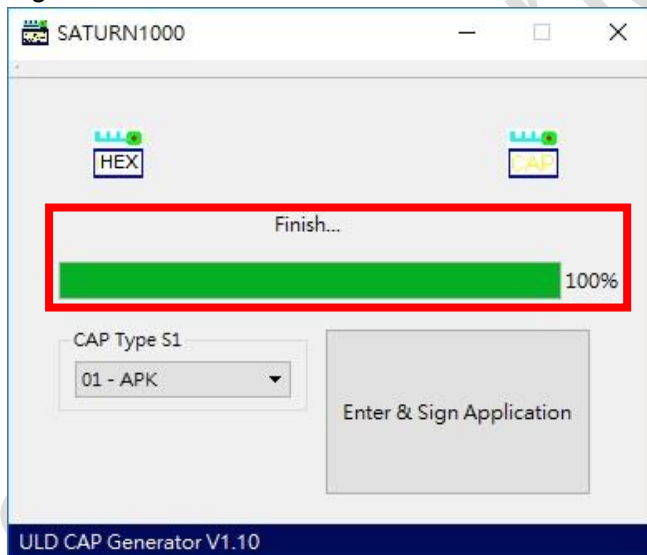 SATURN1000
HEX
CAP
Finish...
100%
CAP Type S1
01 - APK
Enter & Sign Application
ULD CAP Generator V1.10